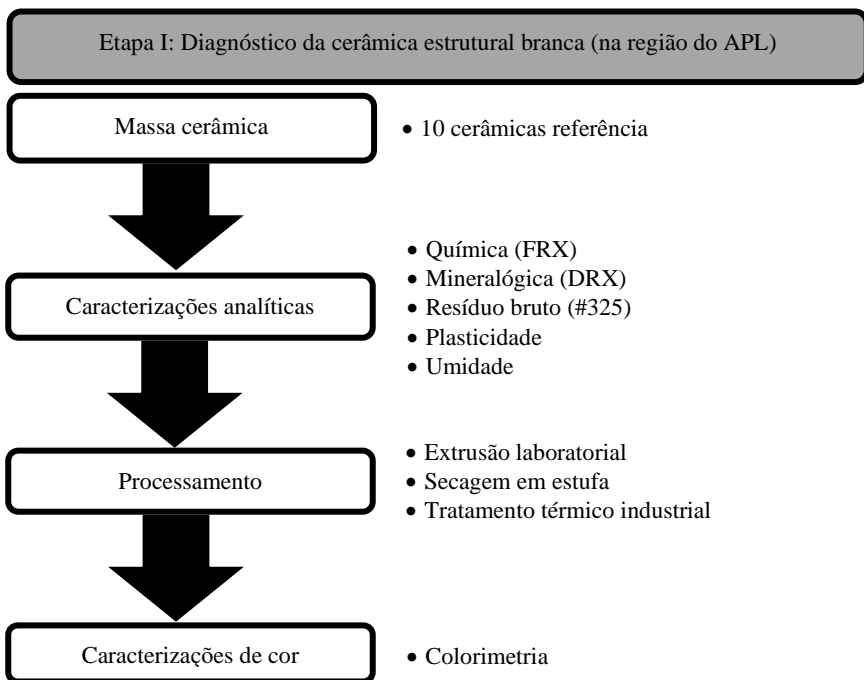 Etapa I: Diagnóstico da cerâmica estrutural branca (na região do APL)
Massa cerâmica
• 10 cerâmicas referência
Caracterizações analíticas
• Química (FRX)
• Mineralógica (DRX)
• Resíduo bruto (#325)
• Plasticidade
• Umidade
Processamento
• Extrusão laboratorial
• Secagem em estufa
• Tratamento térmico industrial
Caracterizações de cor
• Colorimetria